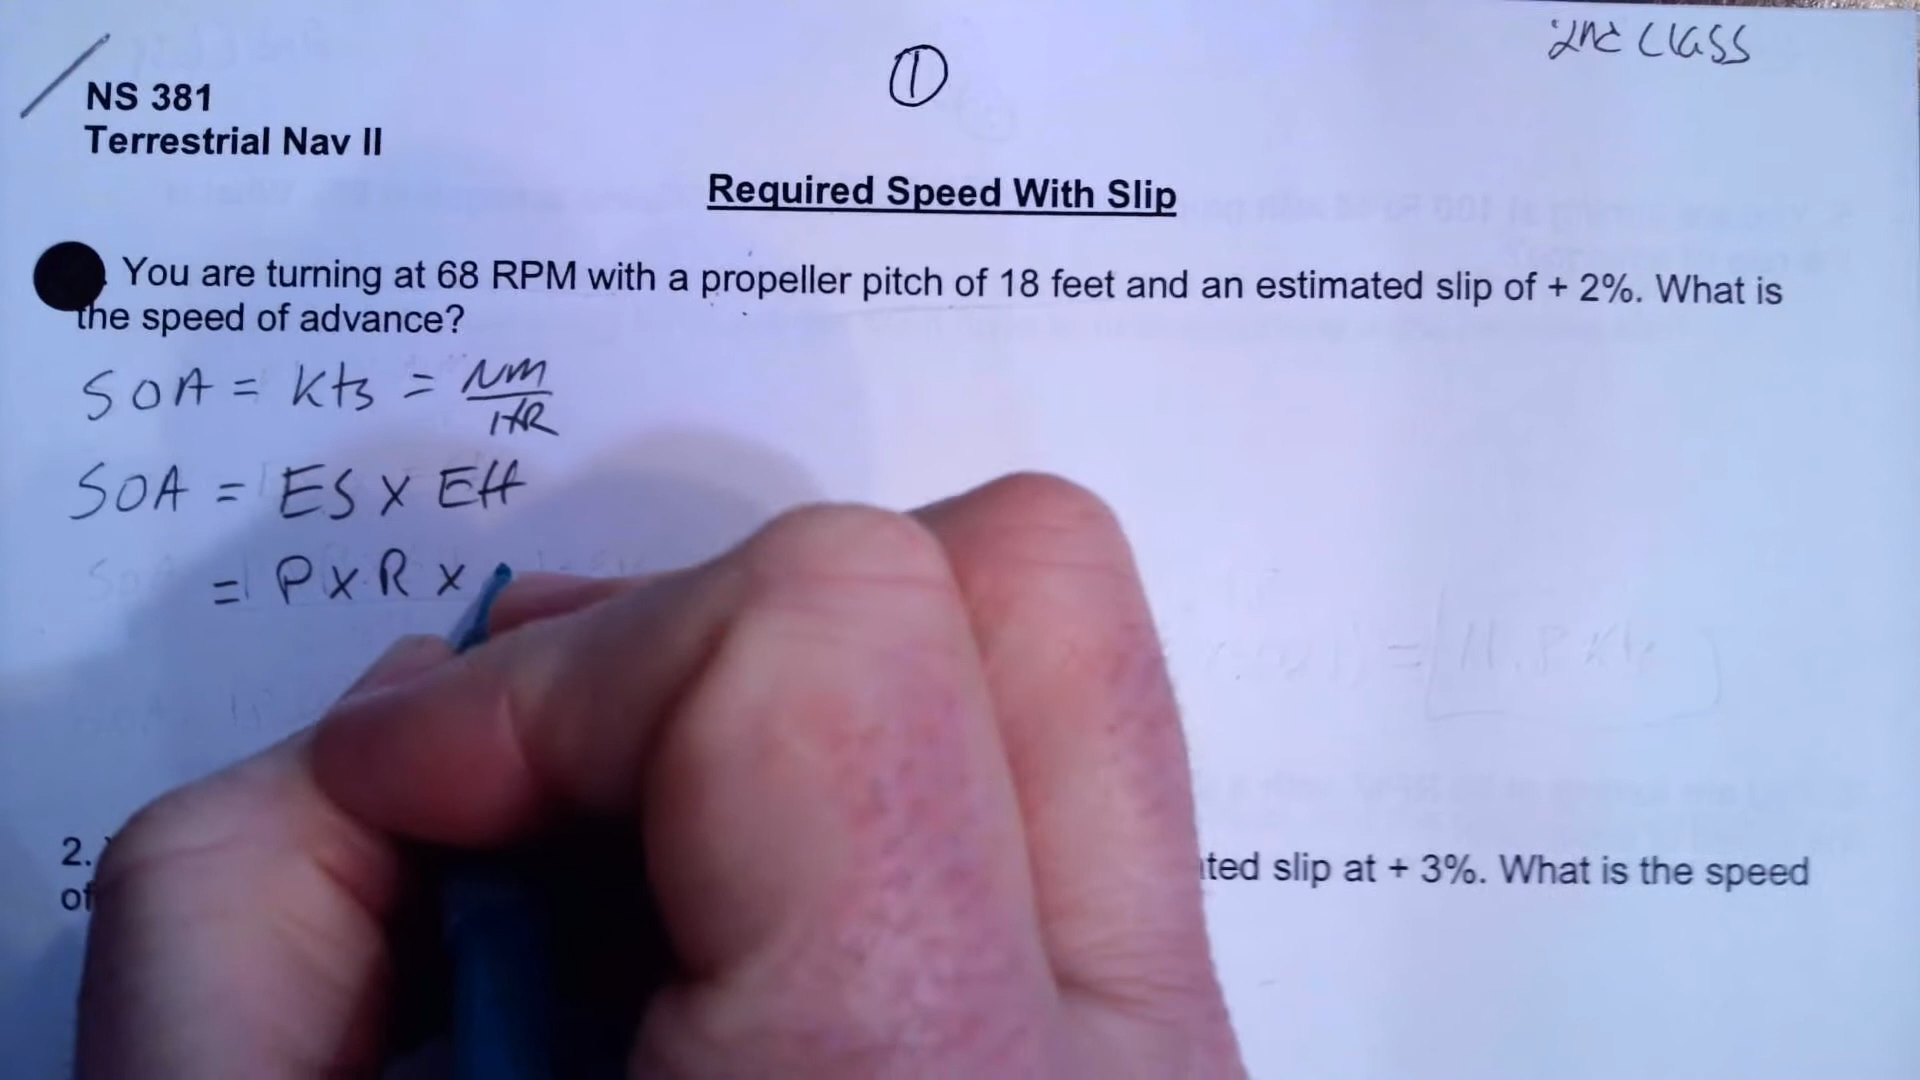 2nd Class
1
NS 381
Terrestrial Nav II
Required Speed With Slip
You are turning at 68 RPM with a propeller pitch of 18 feet and an estimated slip of + 2%. What is
the speed of advance?
SOA = kts = NM/HR
SOA = ES x Eff
= P x R x
2.
ted slip at + 3%. What is the speed
of